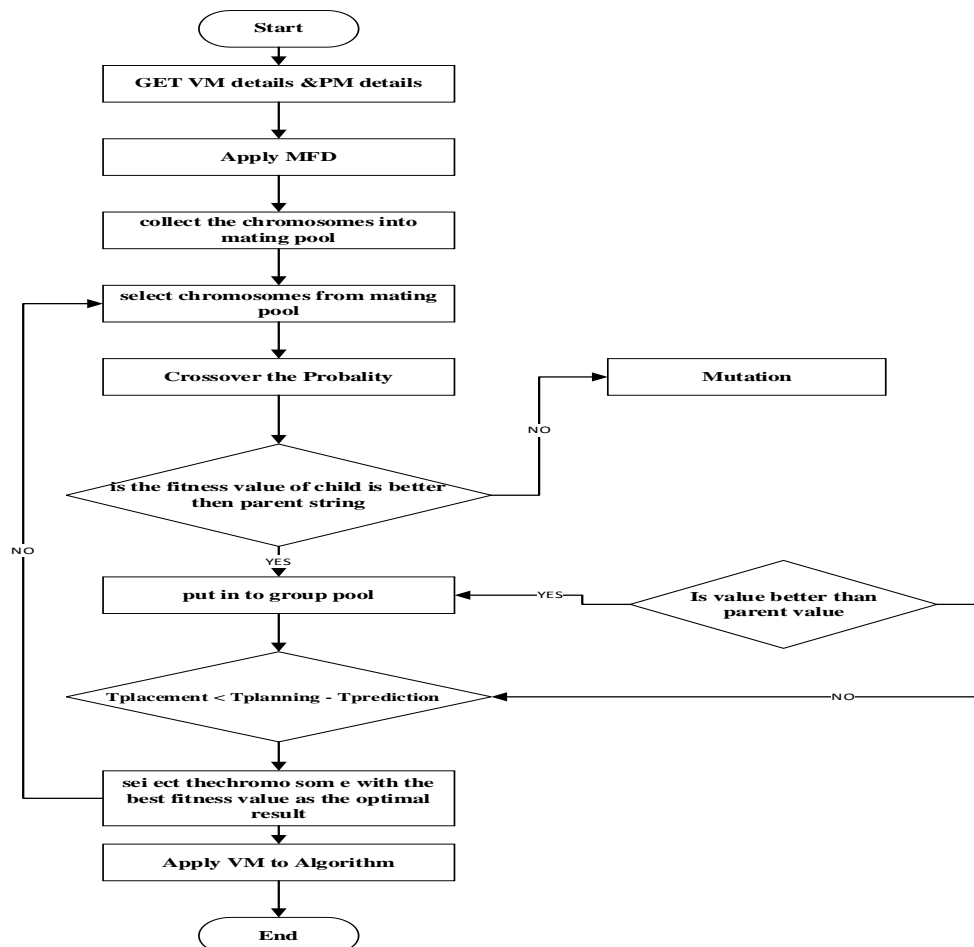 Start
GET VM details &PM details
Apply MFD
collect the chromosomes into
mating pool
select chromosomes from mating
pool
Crossover the Probality
Mutation
NO
is the fitness value of child is better
then parent string
NO
YES
put in to group pool
YES
Is value better than
parent value
Tplacement < Tplanning - Tprediction
NO
sei ect thechromo som e with the
best fitness value as the optimal
result
Apply VM to Algorithm
End